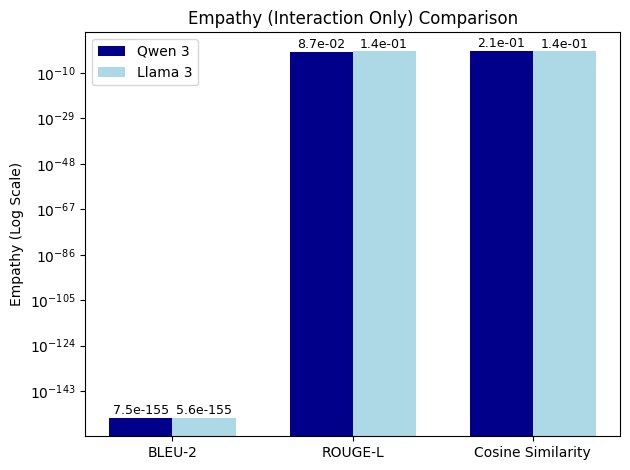 Empathy (Interaction Only) Comparison
Qwen 3
Llama 3
Empathy (Log Scale)
10⁻¹⁰
10⁻²⁹
10⁻⁴⁸
10⁻⁶⁷
10⁻⁸⁶
10⁻¹⁰⁵
10⁻¹²⁴
10⁻¹⁴³
8.7e-02 1.4e-01 2.1e-01 1.4e-01
7.5e-155 5.6e-155
BLEU-2 ROUGE-L Cosine Similarity